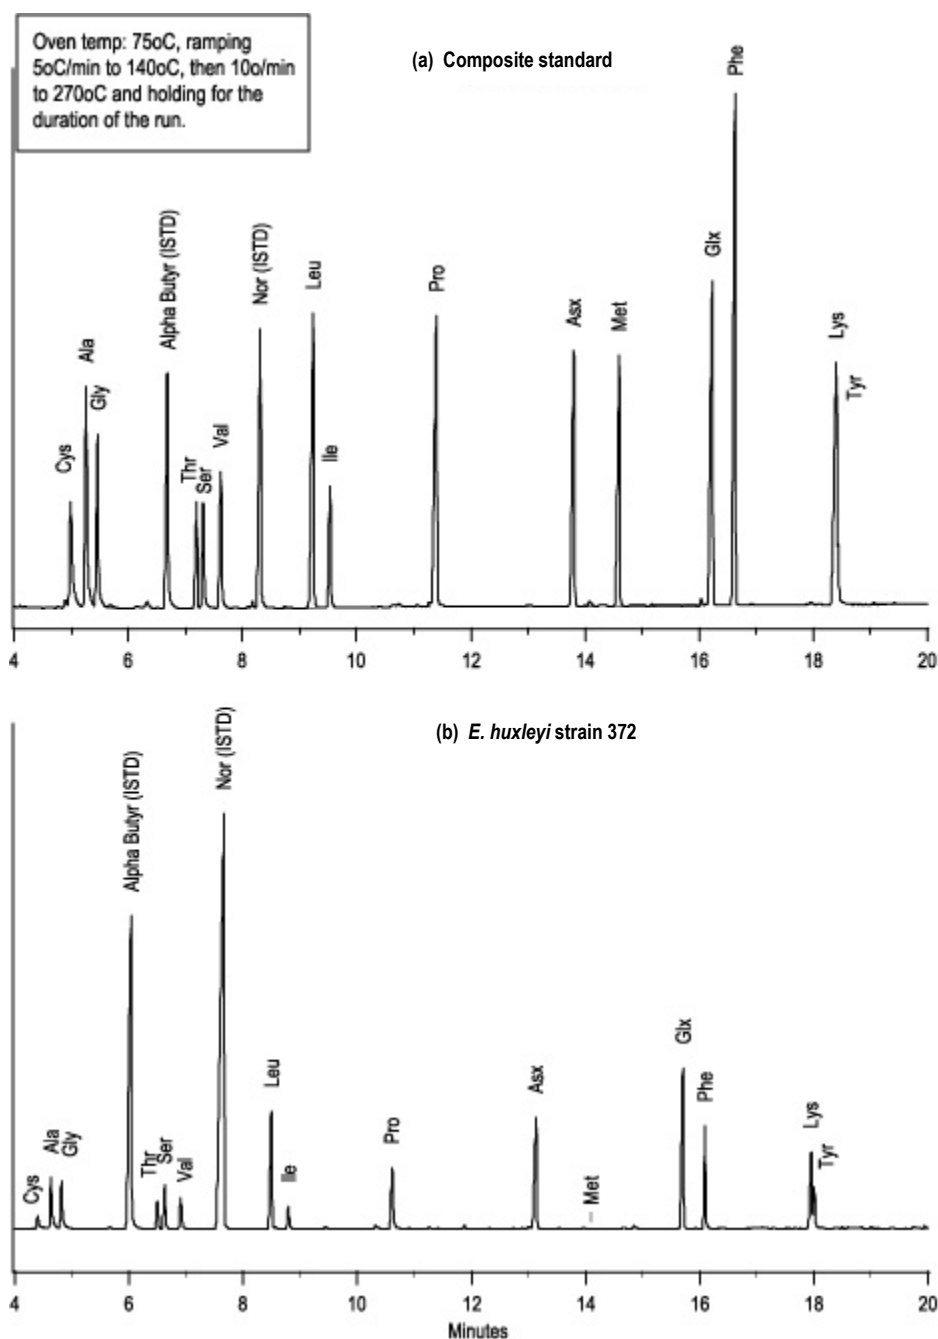 Oven temp: 75oC, ramping
5oC/min to 140oC, then 10o/min
to 270oC and holding for the
duration of the run.
(a) Composite standard
Cys
Ala
Gly
Alpha Butyr (ISTD)
Thr
Ser
Val
Nor (ISTD)
Leu
Ile
Pro
Asx
Met
Glx
Phe
Lys
Tyr
4 6 8 10 12 14 16 18 20
(b) E. huxleyi strain 372
Cys
Ala
Gly
Alpha Butyr (ISTD)
Thr
Ser
Val
Nor (ISTD)
Leu
Ile
Pro
Asx
Met
Glx
Phe
Lys
Tyr
4 6 8 10 12 14 16 18 20
Minutes